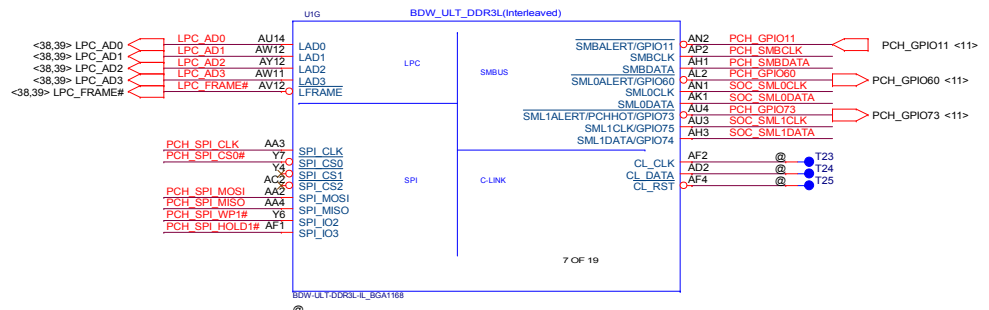 U1G
BDW_ULT_DDR3L(Interleaved)
<38,39> LPC_AD0 LPC_AD0 AU14 LAD0
<38,39> LPC_AD1 LPC_AD1 AW12 LAD1
<38,39> LPC_AD2 LPC_AD2 AY12 LAD2
<38,39> LPC_AD3 LPC_AD3 AW11 LAD3
<38,39> LPC_FRAME# LPC_FRAME# AV12 LFRAME
LPC
SMBUS
SMBALERT/GPIO11 AN2 PCH_GPIO11 PCH_GPIO11 <11>
SMBCLK AP2 PCH_SMBCLK
SMBDATA AH1 PCH_SMBDATA
SML0ALERT/GPIO60 AL2 PCH_GPIO60 PCH_GPIO60 <11>
SML0CLK AN1 SOC_SML0CLK
SML0DATA AK1 SOC_SML0DATA
SML1ALERT/PCHHOT/GPIO73 AU4 PCH_GPIO73 PCH_GPIO73 <11>
SML1CLK/GPIO75 AU3 SOC_SML1CLK
SML1DATA/GPIO74 AH3 SOC_SML1DATA
PCH_SPI_CLK AA3 SPI_CLK
PCH_SPI_CS0# Y7 SPI_CS0
Y4 SPI_CS1
AC2 SPI_CS2
PCH_SPI_MOSI AA2 SPI_MOSI
PCH_SPI_MISO AA4 SPI_MISO
PCH_SPI_WP1# Y6 SPI_IO2
PCH_SPI_HOLD1# AF1 SPI_IO3
SPI
C-LINK
CL_CLK AF2 @ T23
CL_DATA AD2 @ T24
CL_RST AF4 @ T25
7 OF 19
BDW-ULT-DDR3L-IL_BGA1168
@